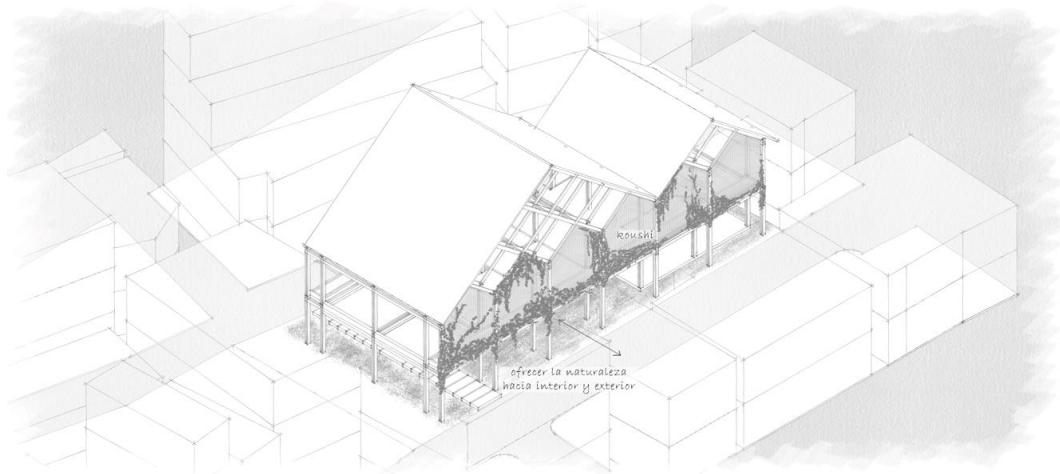 koushi
ofrecer la naturaleza
hacia interior y exterior